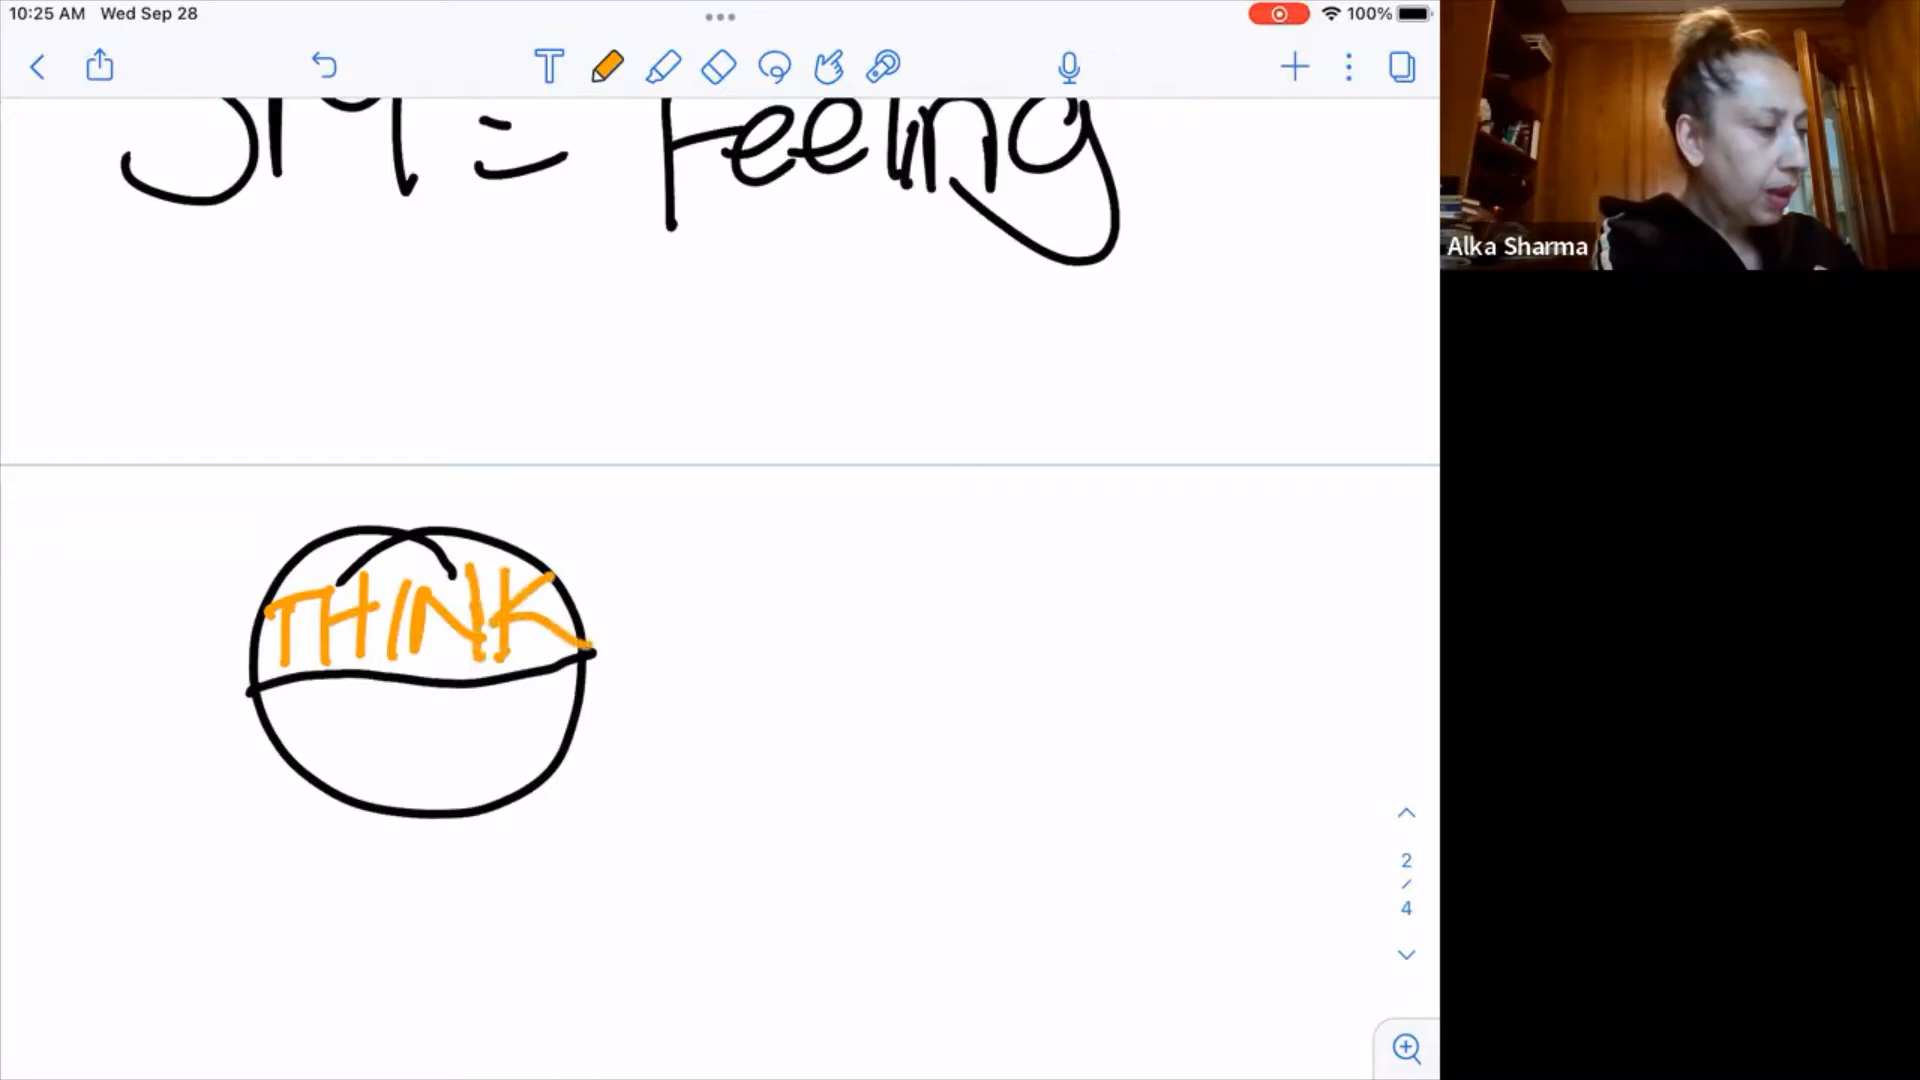 10:25 AM Wed Sep 28
100%
= Feeling
Alka Sharma
THINK
2
/
4